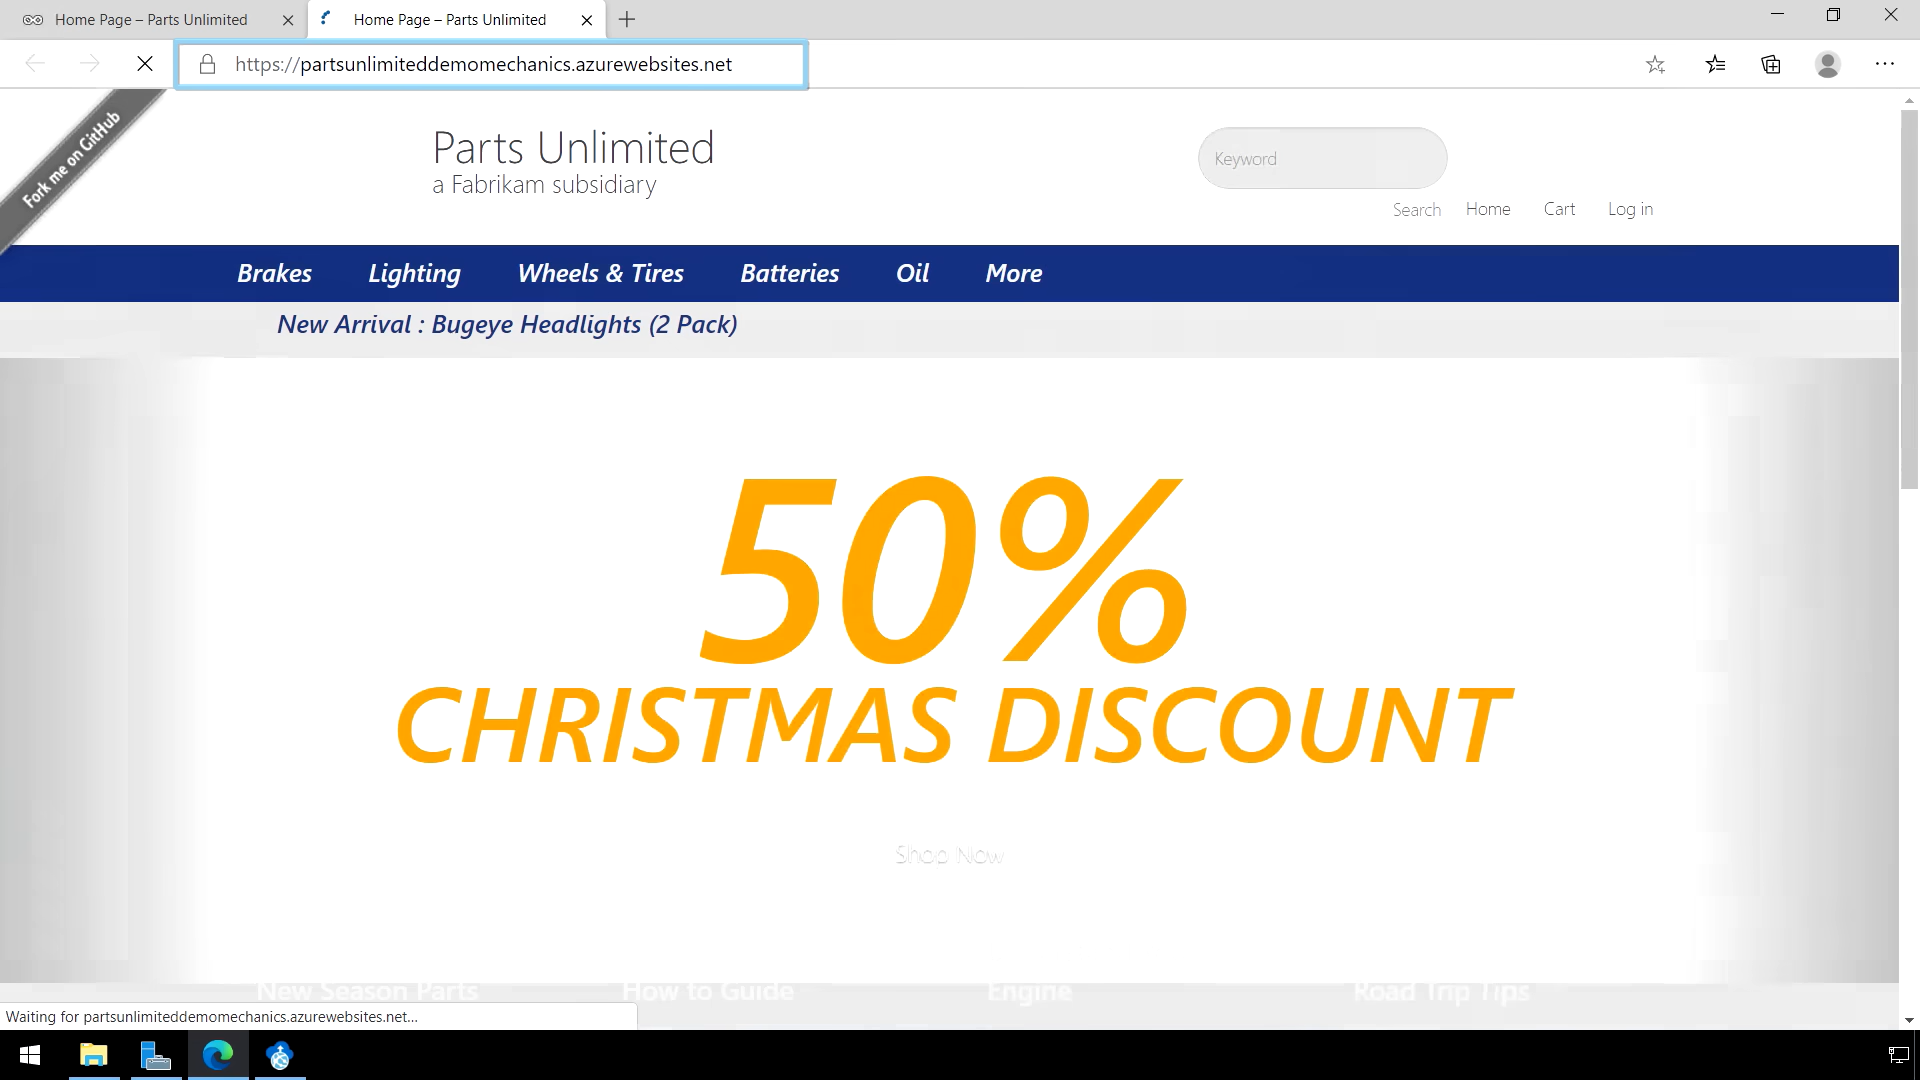 Home Page – Parts Unlimited
Home Page – Parts Unlimited
https://partsunlimiteddemomechanics.azurewebsites.net
Fork me on GitHub
Parts Unlimited
a Fabrikam subsidiary
Keyword
Search Home Cart Log in
Brakes Lighting Wheels & Tires Batteries Oil More
New Arrival : Bugeye Headlights (2 Pack)
50%
CHRISTMAS DISCOUNT
Shop Now
New Season Parts How to Guide Engine Road Trip Tips
Waiting for partsunlimiteddemomechanics.azurewebsites.net...